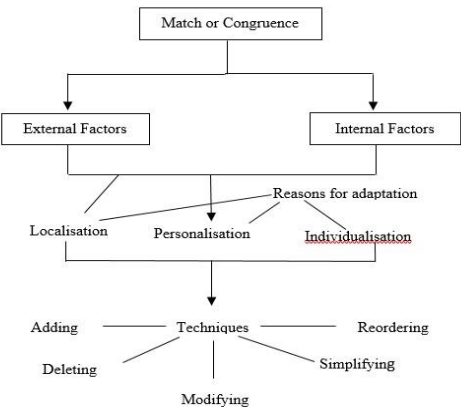 Match or Congruence
External Factors
Internal Factors
Reasons for adaptation
Localisation
Personalisation
Individualisation
Adding
Techniques
Reordering
Deleting
Simplifying
Modifying